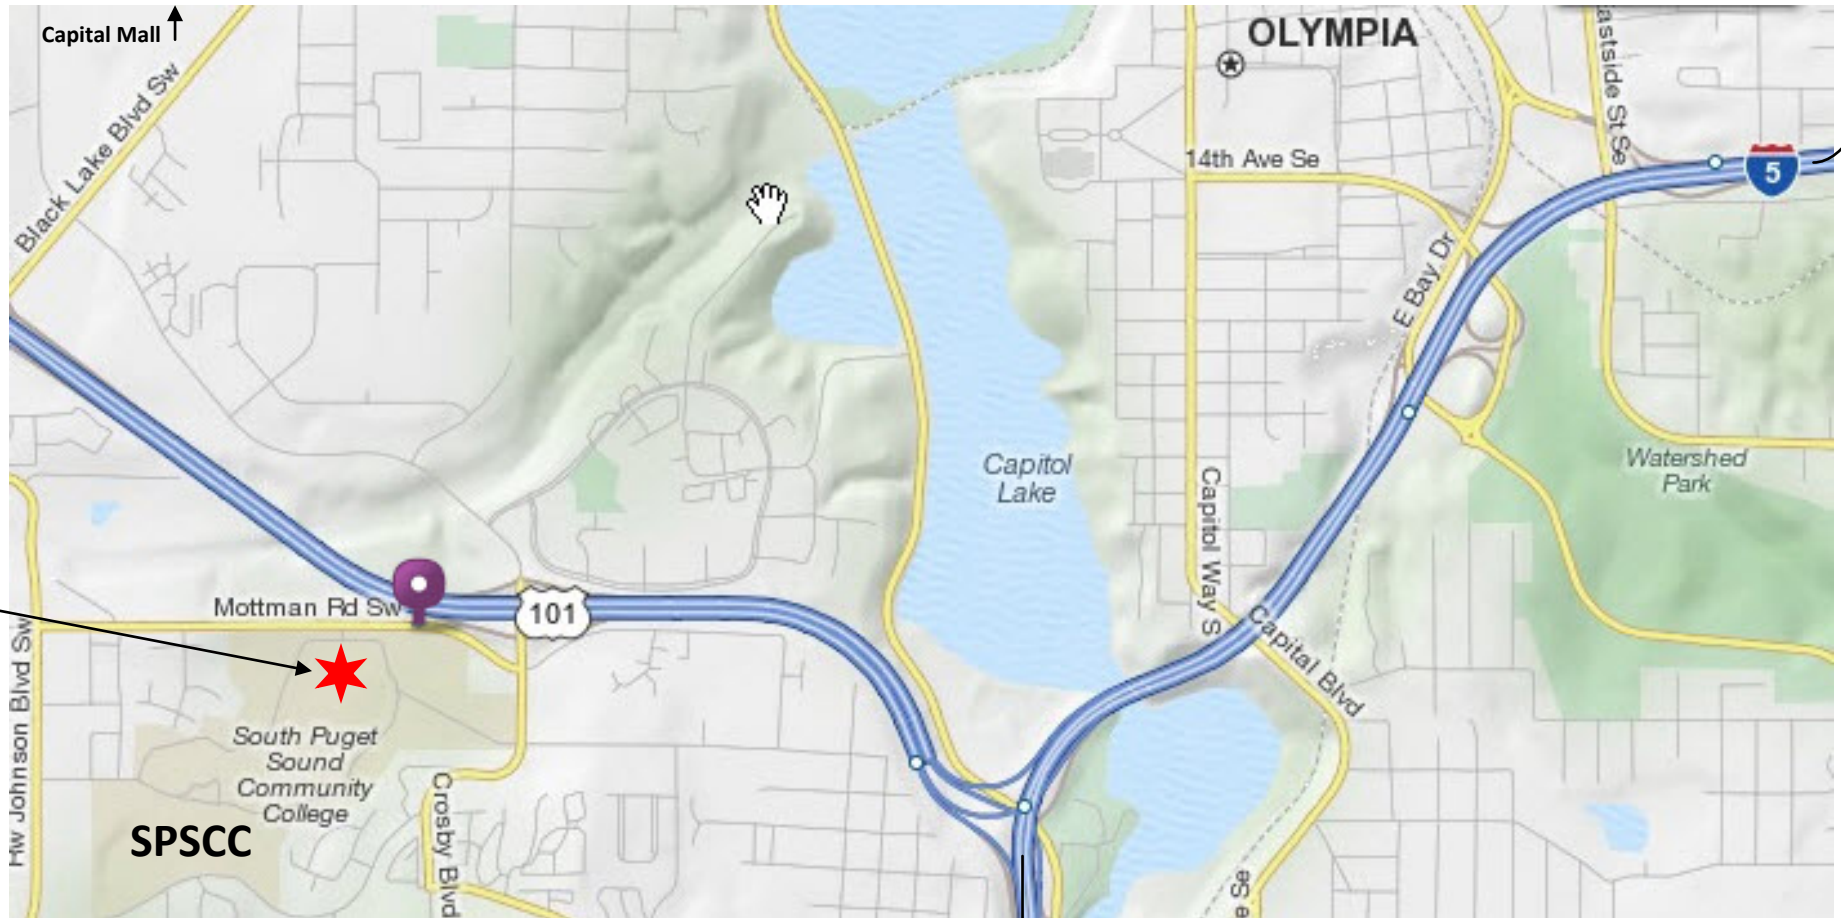 Capital Mall
OLYMPIA
astside St Se
Black Lake Blvd Sw
14th Ave Se
5
E Bay Dr
Capitol
Lake
Watershed
Park
Capitol Way S
Mottman Rd Sw
101
Capital Blvd
Rw Johnson Blvd Sw
South Puget
Sound
Community
College
Crosby Blvd
SPSCC
e Se